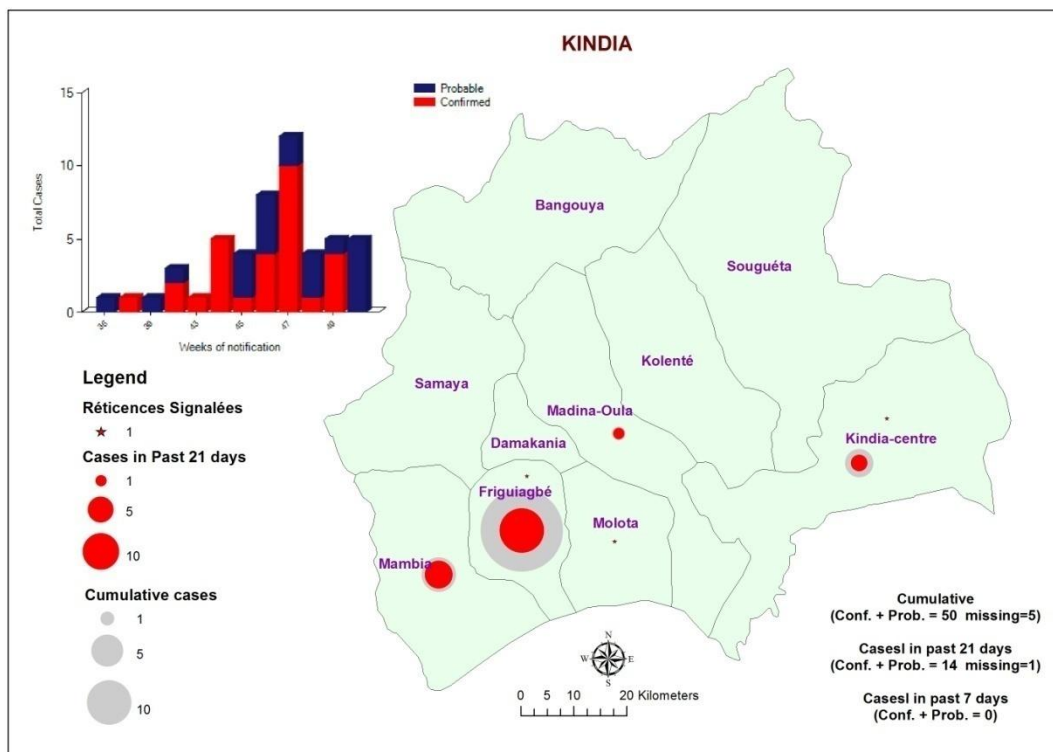 KINDIA
Probable
Confirmed
15
10
5
0
Total Cases
43
45
47
49
Weeks of notification
Legend
Réticences Signalées
1
Cases in Past 21 days
1
5
10
Cumulative cases
1
5
10
Bangouya
Souguéta
Samaya
Kolenté
Madina-Oula
Damakania
Kindia-centre
Friguiagbé
Molota
Mambia
N
W E
S
0 5 10 20 Kilometers
Cumulative
(Conf. + Prob. = 50 missing=5)
Casesl in past 21 days
(Conf. + Prob. = 14 missing=1)
Casesl in past 7 days
(Conf. + Prob. = 0)